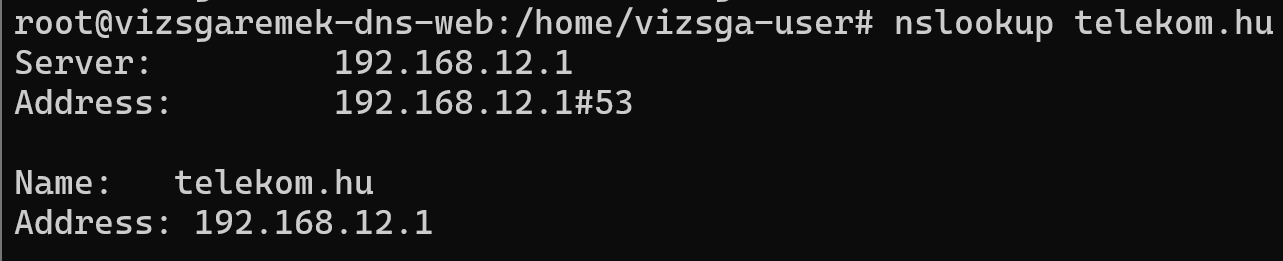 root@vizsgaremek-dns-web:/home/vizsga-user# nslookup telekom.hu
Server:         192.168.12.1
Address:        192.168.12.1#53

Name:   telekom.hu
Address: 192.168.12.1